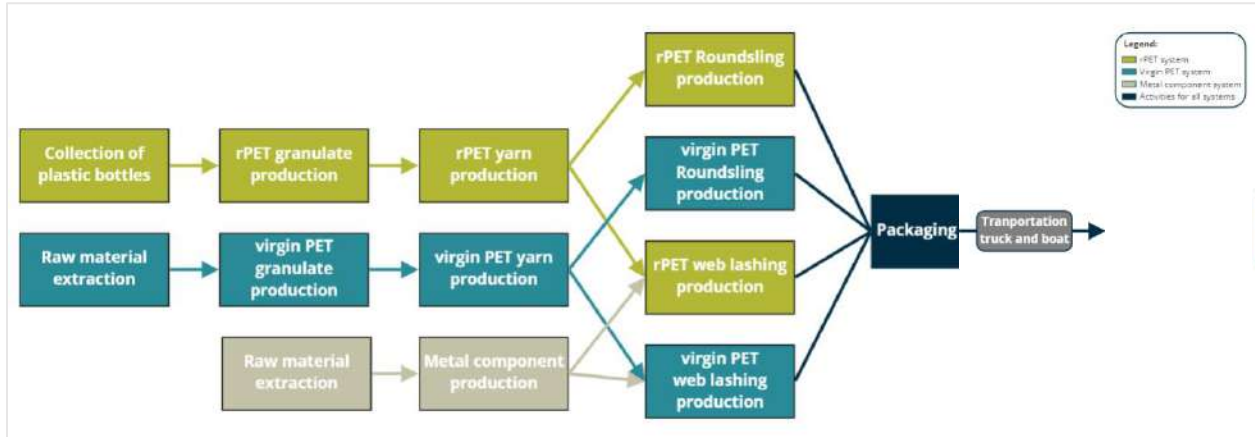 rPET Roundsling
production
Legend:
rPET system
Virgin PET system
Metal component system
Activities for all systems
Collection of
plastic bottles
rPET granulate
production
rPET yarn
production
virgin PET
Roundsling
production
Packaging
Tranportation
truck and boat
Raw material
extraction
virgin PET
granulate
production
virgin PET yarn
production
rPET web lashing
production
Raw material
extraction
Metal component
production
virgin PET
web lashing
production